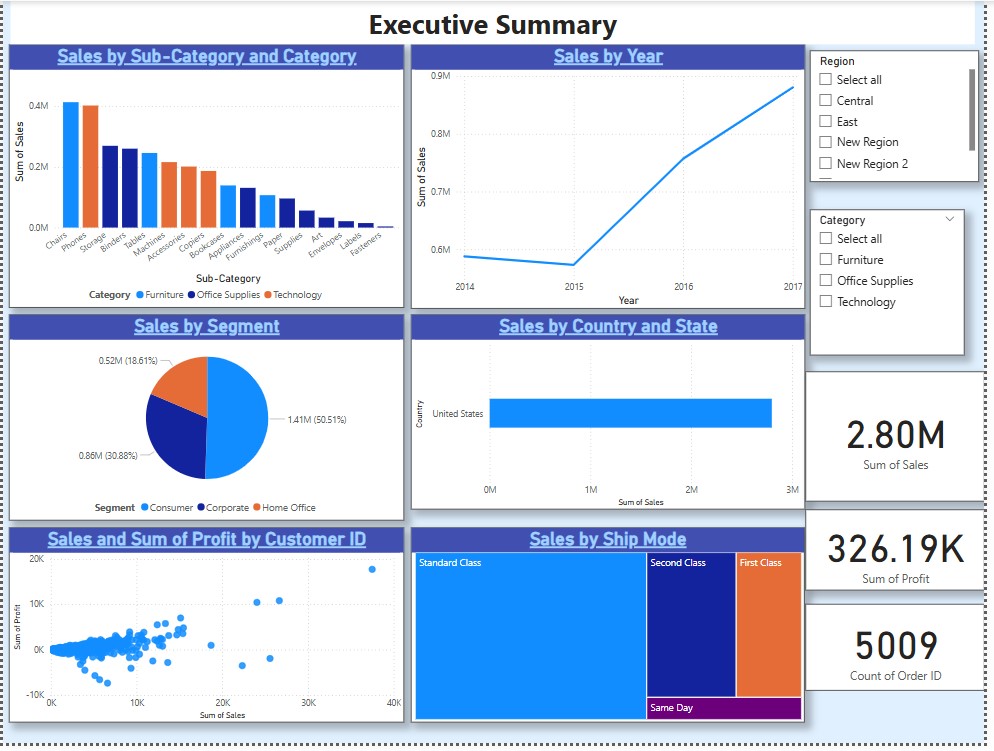 Executive Summary
Sales by Sub-Category and Category
Sum of Sales
0.4M
0.2M
0.0M
Chairs
Phones
Storage
Binders
Tables
Machines
Accessories
Copiers
Bookcases
Appliances
Furnishings
Paper
Supplies
Art
Envelopes
Labels
Fasteners
Sub-Category
Category Furniture Office Supplies Technology
Sales by Year
Sum of Sales
0.9M
0.8M
0.7M
0.6M
2014 2015 2016 2017
Year
Region
Select all
Central
East
New Region
New Region 2
Category
Select all
Furniture
Office Supplies
Technology
Sales by Segment
0.52M (18.61%)
1.41M (50.51%)
0.86M (30.88%)
Segment Consumer Corporate Home Office
Sales by Country and State
Country
United States
0M 1M 2M 3M
Sum of Sales
2.80M
Sum of Sales
326.19K
Sum of Profit
5009
Count of Order ID
Sales and Sum of Profit by Customer ID
Sum of Profit
20K
10K
0K
-10K
0K 10K 20K 30K 40K
Sum of Sales
Sales by Ship Mode
Standard Class
Second Class
First Class
Same Day